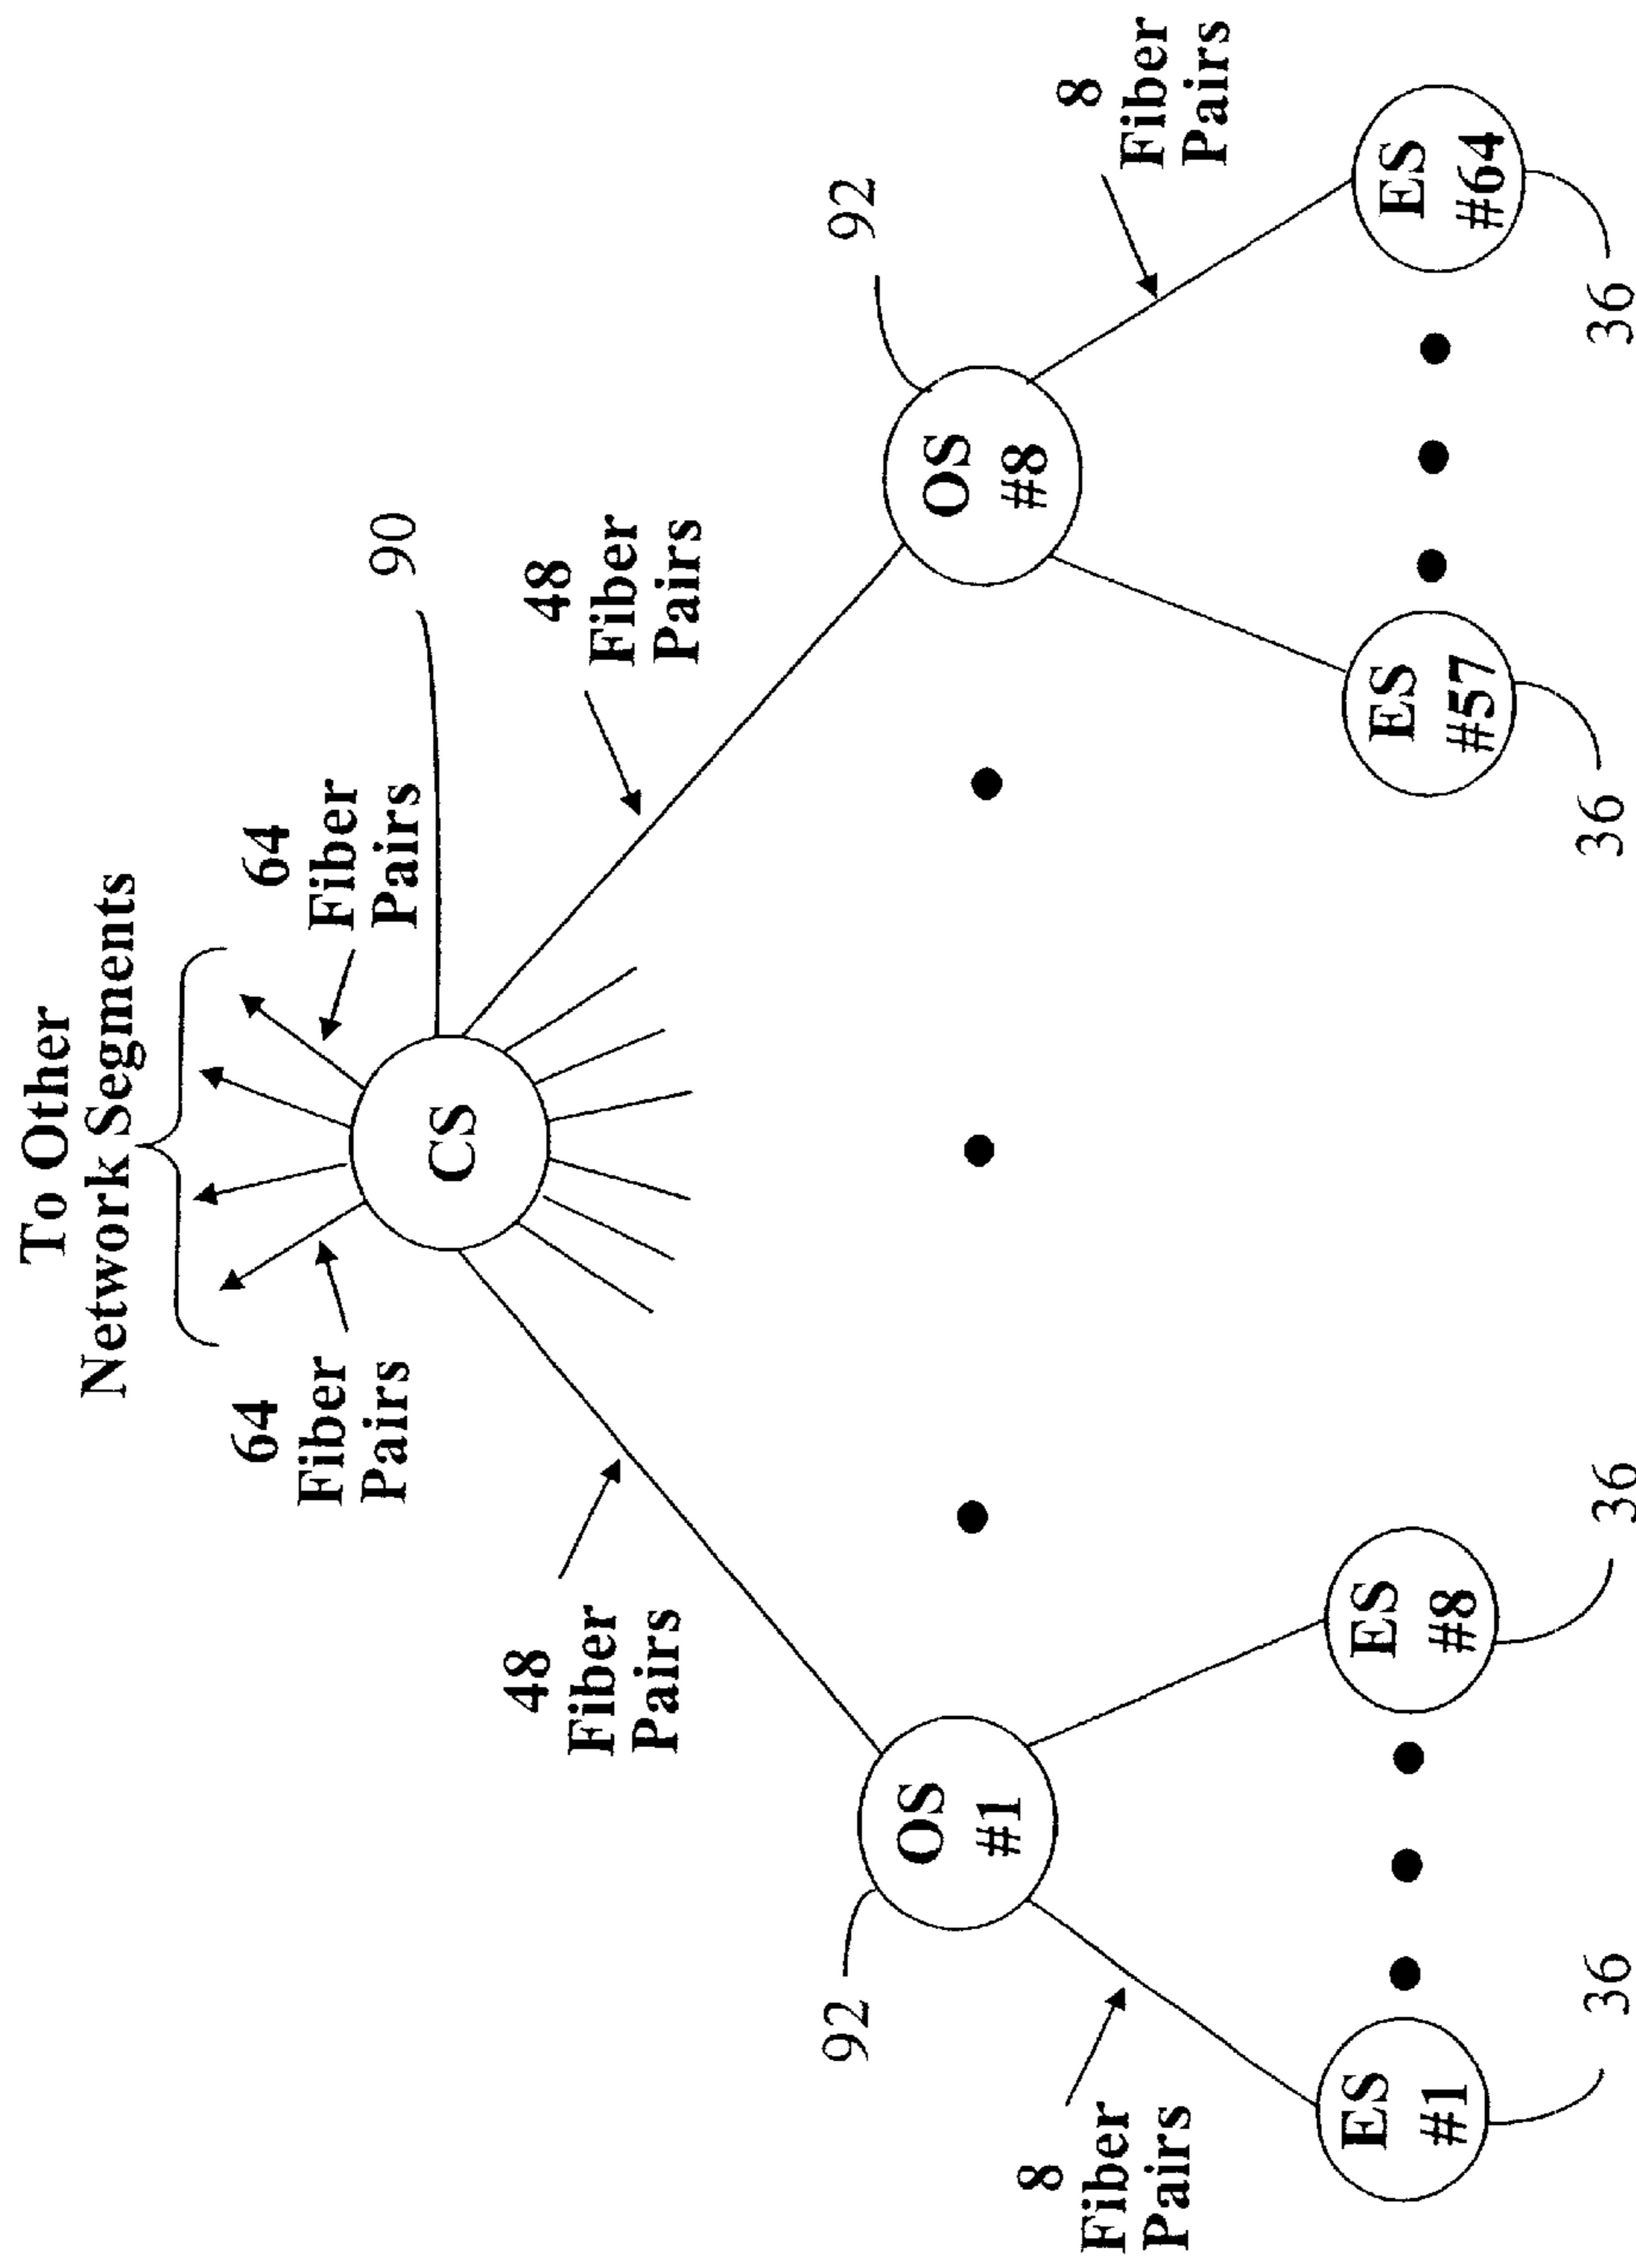 To Other
Network Segments
64
Fiber
Pairs
64
Fiber
Pairs
CS
90
48
Fiber
Pairs
48
Fiber
Pairs
92
OS
#1
OS
#8
92
8
Fiber
Pairs
8
Fiber
Pairs
ES
#1
ES
#8
ES
#57
ES
#64
36
36
36
36